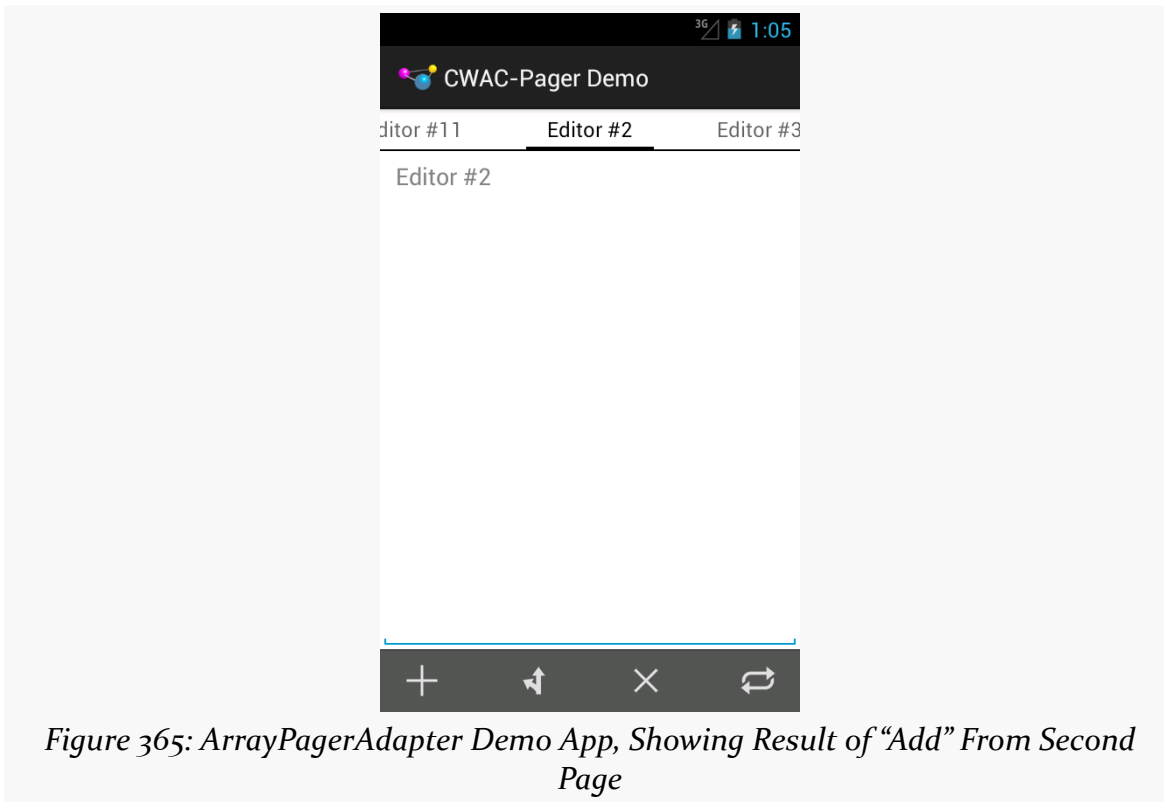 3G 1:05
CWAC-Pager Demo
ditor #11 Editor #2 Editor #3
Editor #2
Figure 365: ArrayPagerAdapter Demo App, Showing Result of “Add” From Second
Page